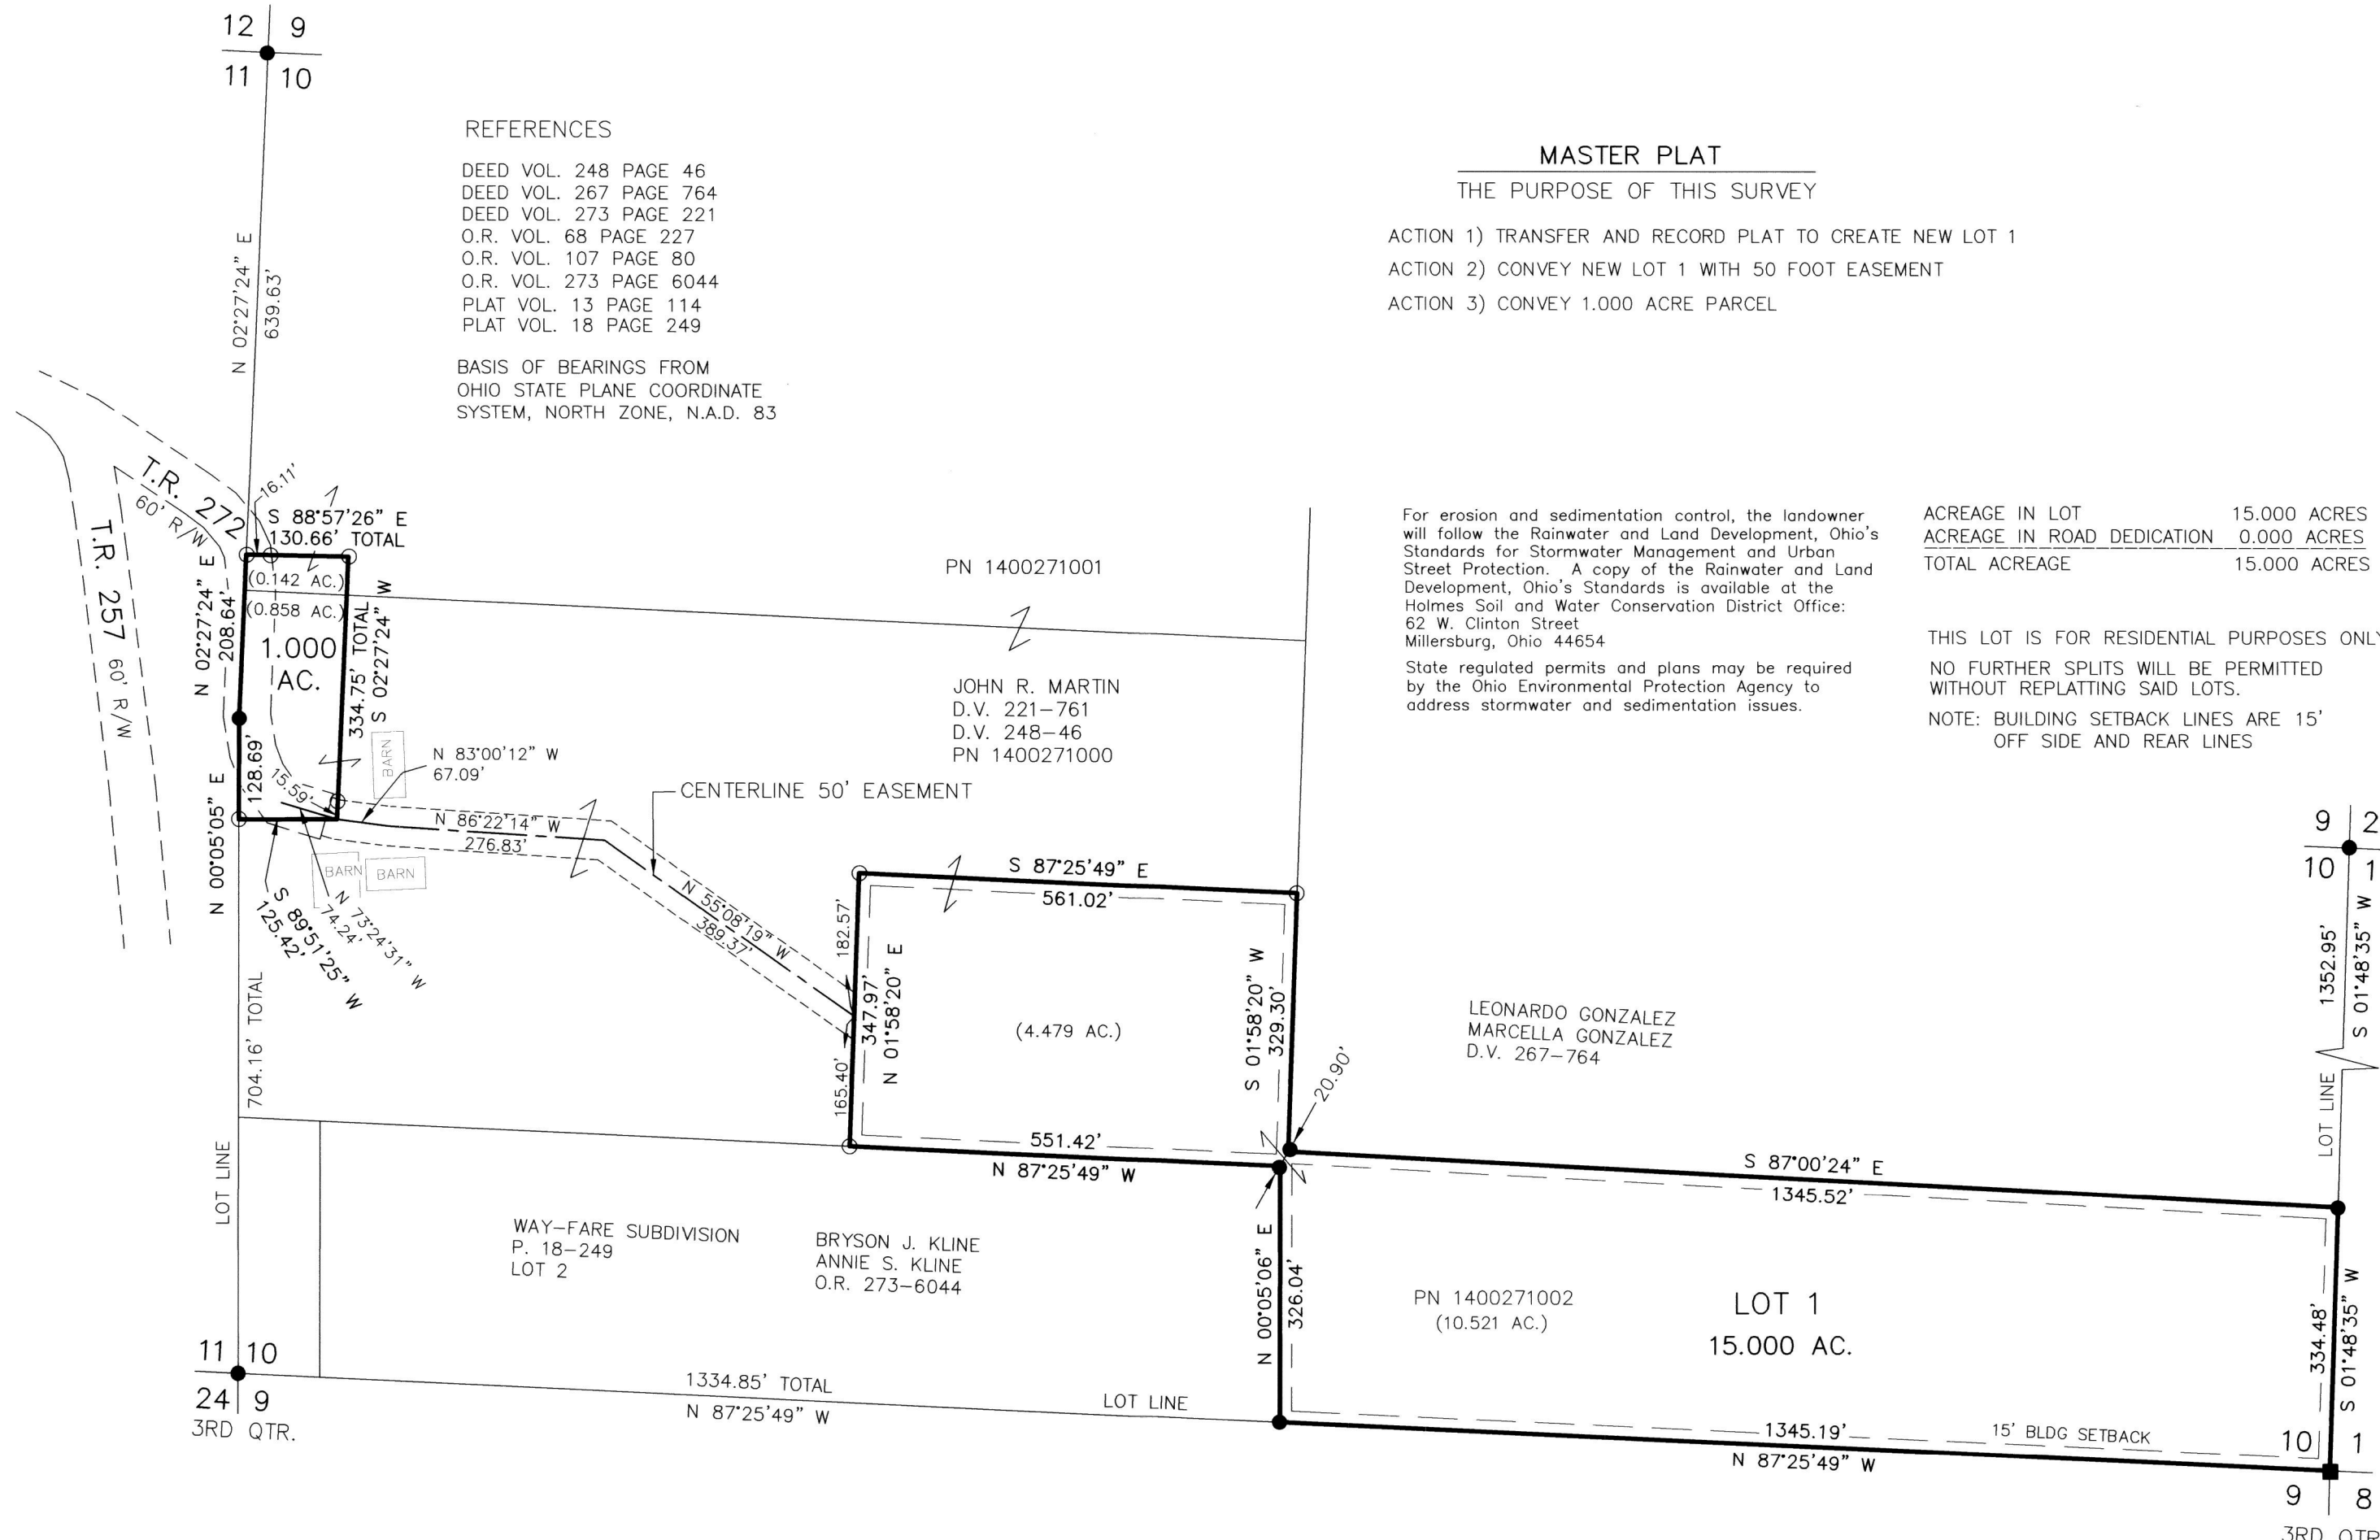 12 9
11 10
REFERENCES
DEED VOL. 248 PAGE 46
DEED VOL. 267 PAGE 764
DEED VOL. 273 PAGE 221
O.R. VOL. 68 PAGE 227
O.R. VOL. 107 PAGE 80
O.R. VOL. 273 PAGE 6044
PLAT VOL. 13 PAGE 114
PLAT VOL. 18 PAGE 249
BASIS OF BEARINGS FROM
OHIO STATE PLANE COORDINATE
SYSTEM, NORTH ZONE, N.A.D. 83
MASTER PLAT
THE PURPOSE OF THIS SURVEY
ACTION 1) TRANSFER AND RECORD PLAT TO CREATE NEW LOT 1
ACTION 2) CONVEY NEW LOT 1 WITH 50 FOOT EASEMENT
ACTION 3) CONVEY 1.000 ACRE PARCEL
N 02°27'24" E
639.63'
T.R. 272
60' R/W
T.R. 257 60' R/W
16.11'
S 88°57'26" E
130.66' TOTAL
(0.142 AC.)
(0.858 AC.)
1.000
AC.
N 02°27'24" E
208.64'
334.75' TOTAL
S 02°27'24" W
128.69'
N 00°05'05" E
15.59'
BARN
N 83°00'12" W
67.09'
CENTERLINE 50' EASEMENT
N 86°22'14" W
276.83'
BARN
BARN
N 73°24'31" W
74.24'
S 89°51'25" W
125.42'
N 55°08'19" W
389.37'
704.16' TOTAL
LOT LINE
PN 1400271001
JOHN R. MARTIN
D.V. 221-761
D.V. 248-46
PN 1400271000
For erosion and sedimentation control, the landowner
will follow the Rainwater and Land Development, Ohio's
Standards for Stormwater Management and Urban
Street Protection. A copy of the Rainwater and Land
Development, Ohio's Standards is available at the
Holmes Soil and Water Conservation District Office:
62 W. Clinton Street
Millersburg, Ohio 44654
State regulated permits and plans may be required
by the Ohio Environmental Protection Agency to
address stormwater and sedimentation issues.
ACREAGE IN LOT 15.000 ACRES
ACREAGE IN ROAD DEDICATION 0.000 ACRES
TOTAL ACREAGE 15.000 ACRES
THIS LOT IS FOR RESIDENTIAL PURPOSES ONLY
NO FURTHER SPLITS WILL BE PERMITTED
WITHOUT REPLATTING SAID LOTS.
NOTE: BUILDING SETBACK LINES ARE 15'
OFF SIDE AND REAR LINES
S 87°25'49" E
561.02'
182.57'
165.40'
347.97'
N 01°58'20" E
(4.479 AC.)
S 01°58'20" W
329.30'
551.42'
N 87°25'49" W
20.90'
LEONARDO GONZALEZ
MARCELLA GONZALEZ
D.V. 267-764
9 2
10 1
1352.95'
S 01°48'35" W
LOT LINE
S 87°00'24" E
1345.52'
WAY-FARE SUBDIVISION
P. 18-249
LOT 2
BRYSON J. KLINE
ANNIE S. KLINE
O.R. 273-6044
N 00°05'06" E
326.04'
PN 1400271002
(10.521 AC.)
LOT 1
15.000 AC.
334.48'
S 01°48'35" W
11 10
24 9
3RD QTR.
1334.85' TOTAL
N 87°25'49" W
LOT LINE
1345.19'
N 87°25'49" W
15' BLDG SETBACK
10 1
9 8
3RD QTR